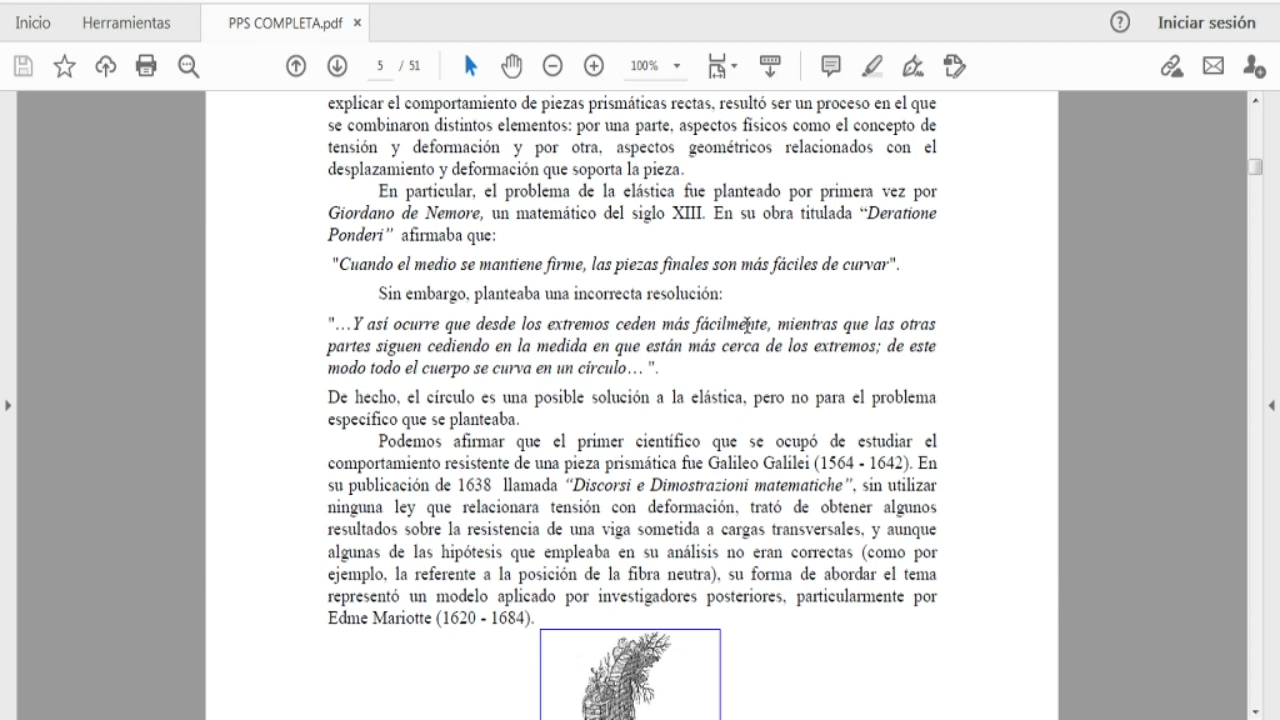 Inicio Herramientas PPS COMPLETA.pdf × ? Iniciar sesión
5 / 51 100%
explicar el comportamiento de piezas prismáticas rectas, resultó ser un proceso en el que
se combinaron distintos elementos: por una parte, aspectos físicos como el concepto de
tensión y deformación y por otra, aspectos geométricos relacionados con el
desplazamiento y deformación que soporta la pieza.
En particular, el problema de la elástica fue planteado por primera vez por
Giordano de Nemore, un matemático del siglo XIII. En su obra titulada “Deratione
Ponderi” afirmaba que:
"Cuando el medio se mantiene firme, las piezas finales son más fáciles de curvar".
Sin embargo, planteaba una incorrecta resolución:
"…Y así ocurre que desde los extremos ceden más fácilmente, mientras que las otras
partes siguen cediendo en la medida en que están más cerca de los extremos; de este
modo todo el cuerpo se curva en un círculo… ".
De hecho, el círculo es una posible solución a la elástica, pero no para el problema
específico que se planteaba.
Podemos afirmar que el primer científico que se ocupó de estudiar el
comportamiento resistente de una pieza prismática fue Galileo Galilei (1564 - 1642). En
su publicación de 1638 llamada “Discorsi e Dimostrazioni matematiche”, sin utilizar
ninguna ley que relacionara tensión con deformación, trató de obtener algunos
resultados sobre la resistencia de una viga sometida a cargas transversales, y aunque
algunas de las hipótesis que empleaba en su análisis no eran correctas (como por
ejemplo, la referente a la posición de la fibra neutra), su forma de abordar el tema
representó un modelo aplicado por investigadores posteriores, particularmente por
Edme Mariotte (1620 - 1684).